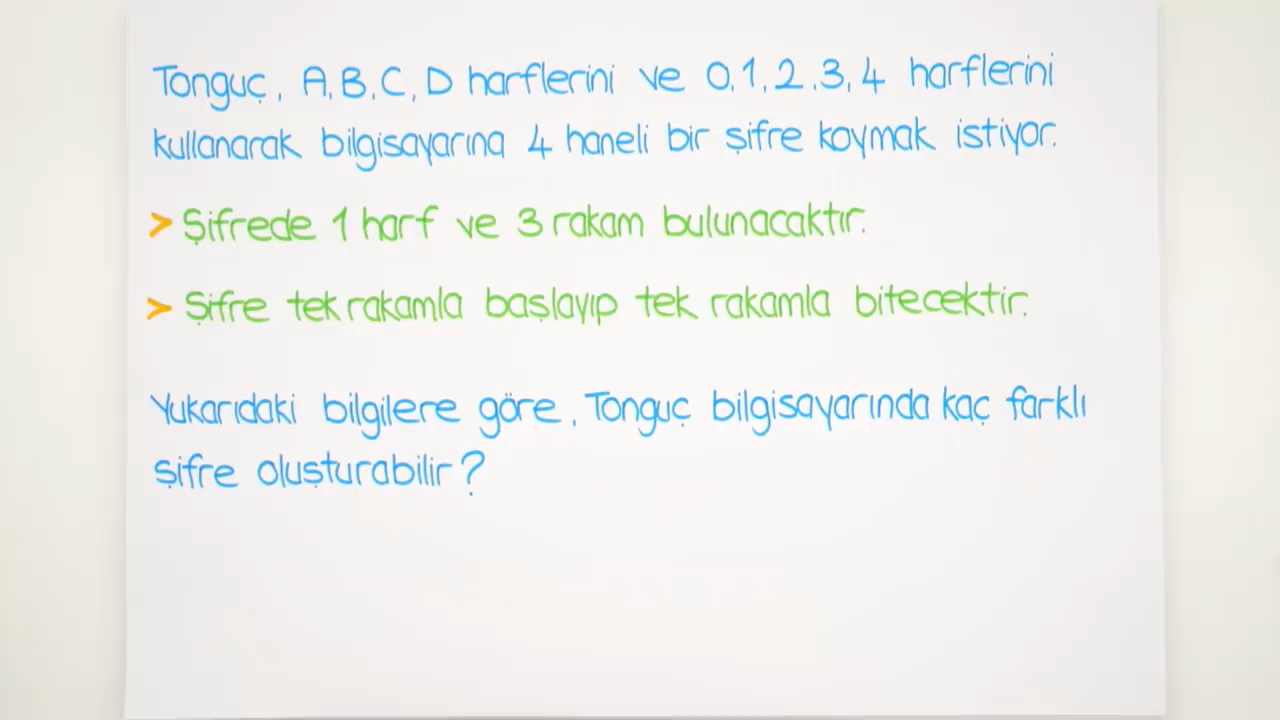 Tonguç, A,B,C,D harflerini ve 0,1,2,3,4 harflerini
kullanarak bilgisayarına 4 haneli bir şifre koymak istiyor.
> Şifrede 1 harf ve 3 rakam bulunacaktır.
> Şifre tek rakamla başlayıp tek rakamla bitecektir.
Yukarıdaki bilgilere göre, Tonguç bilgisayarında kaç farklı
şifre oluşturabilir?